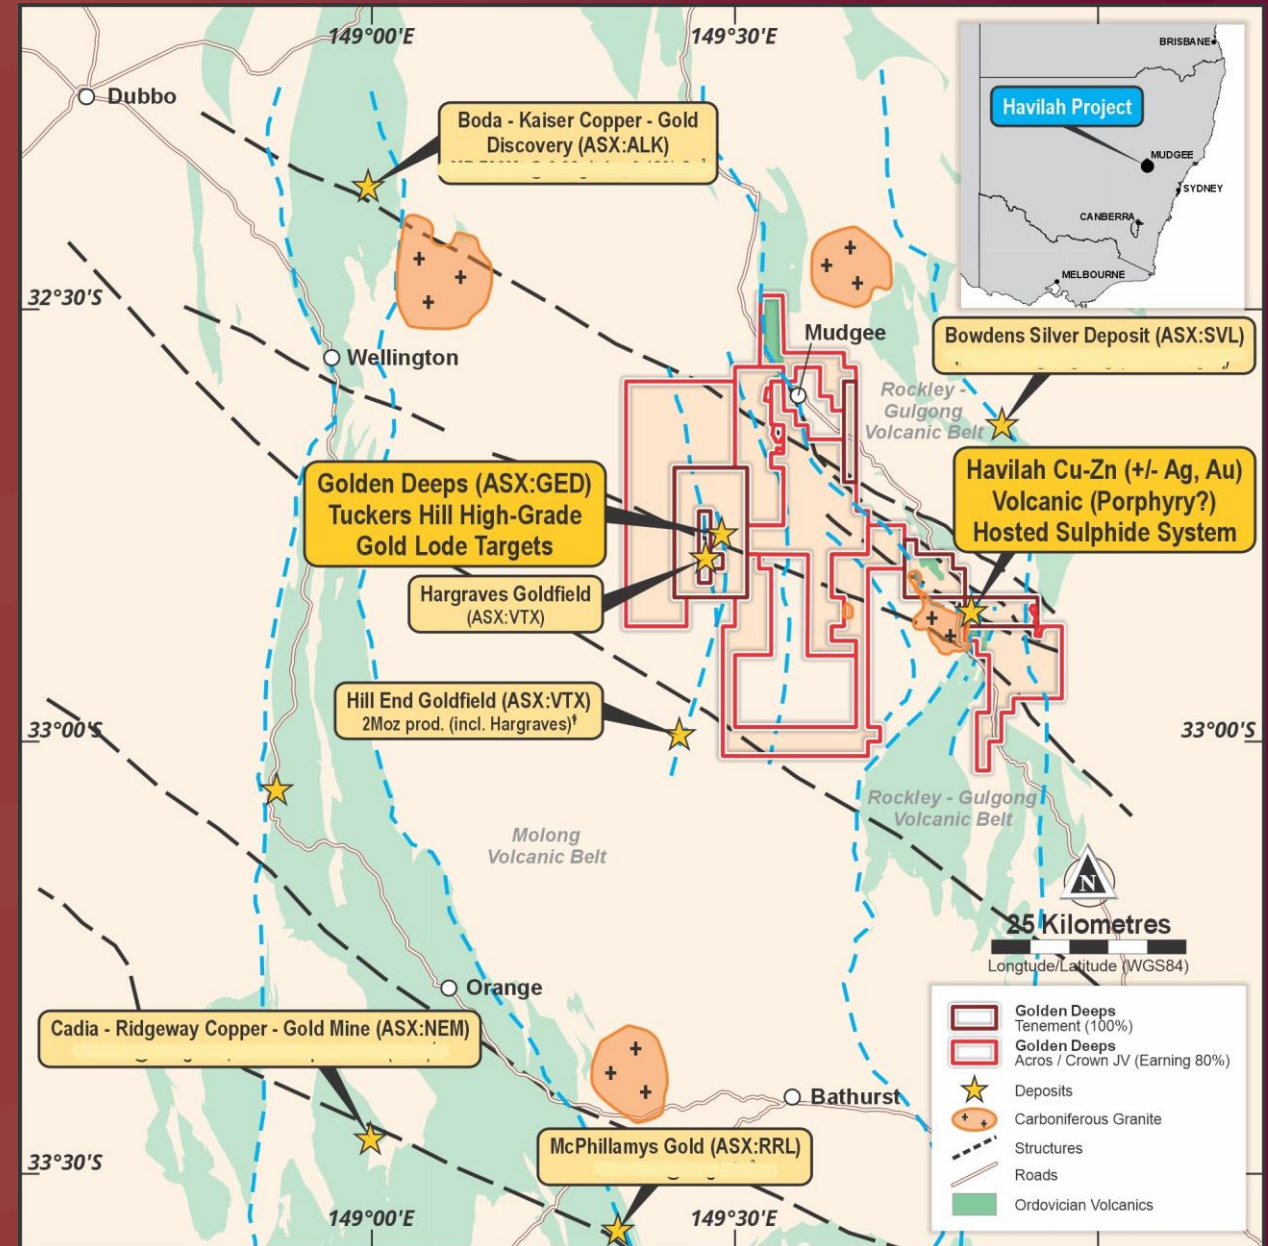 149°00'E
149°30'E
BRISBANE
Dubbo
Boda - Kaiser Copper - Gold
Discovery (ASX:ALK)
Havilah Project
MUDGEE
SYDNEY
CANBERRA
MELBOURNE
32°30'S
Mudgee
Bowdens Silver Deposit (ASX:SVL)
Wellington
Rockley -
Gulgong
Volcanic Belt
Golden Deeps (ASX:GED)
Tuckers Hill High-Grade
Gold Lode Targets
Havilah Cu-Zn (+/- Ag, Au)
Volcanic (Porphyry?)
Hosted Sulphide System
Hargraves Goldfield
(ASX:VTX)
Hill End Goldfield (ASX:VTX)
2Moz prod. (incl. Hargraves)‡
33°00'S
33°00'S
Rockley - Gulgong
Volcanic Belt
Molong
Volcanic Belt
N
25 Kilometres
Longtude/Latitude (WGS84)
Orange
Cadia - Ridgeway Copper - Gold Mine (ASX:NEM)
Bathurst
McPhillamys Gold (ASX:RRL)
Golden Deeps
Tenement (100%)
Golden Deeps
Acros / Crown JV (Earning 80%)
Deposits
Carboniferous Granite
Structures
Roads
Ordovician Volcanics
33°30'S
149°00'E
149°30'E